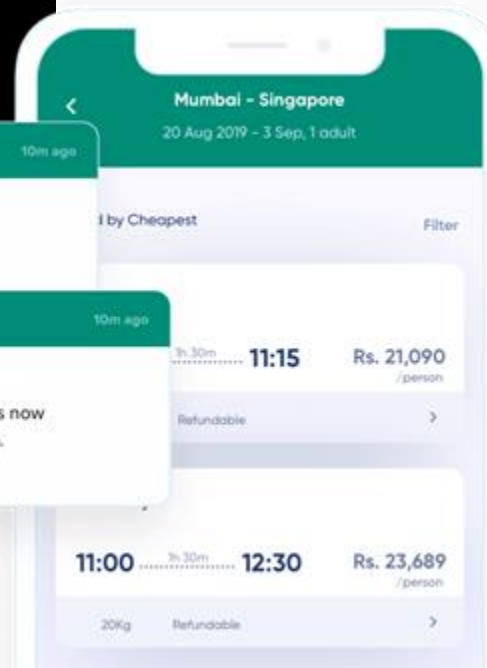 Mumbai - Singapore
20 Aug 2019 - 3 Sep, 1 adult
10m ago
by Cheapest
Filter
10m ago
1h 30m
11:15
Rs. 21,090
/person
now
Refundable
11:00
1h 30m
12:30
Rs. 23,689
/person
20Kg
Refundable